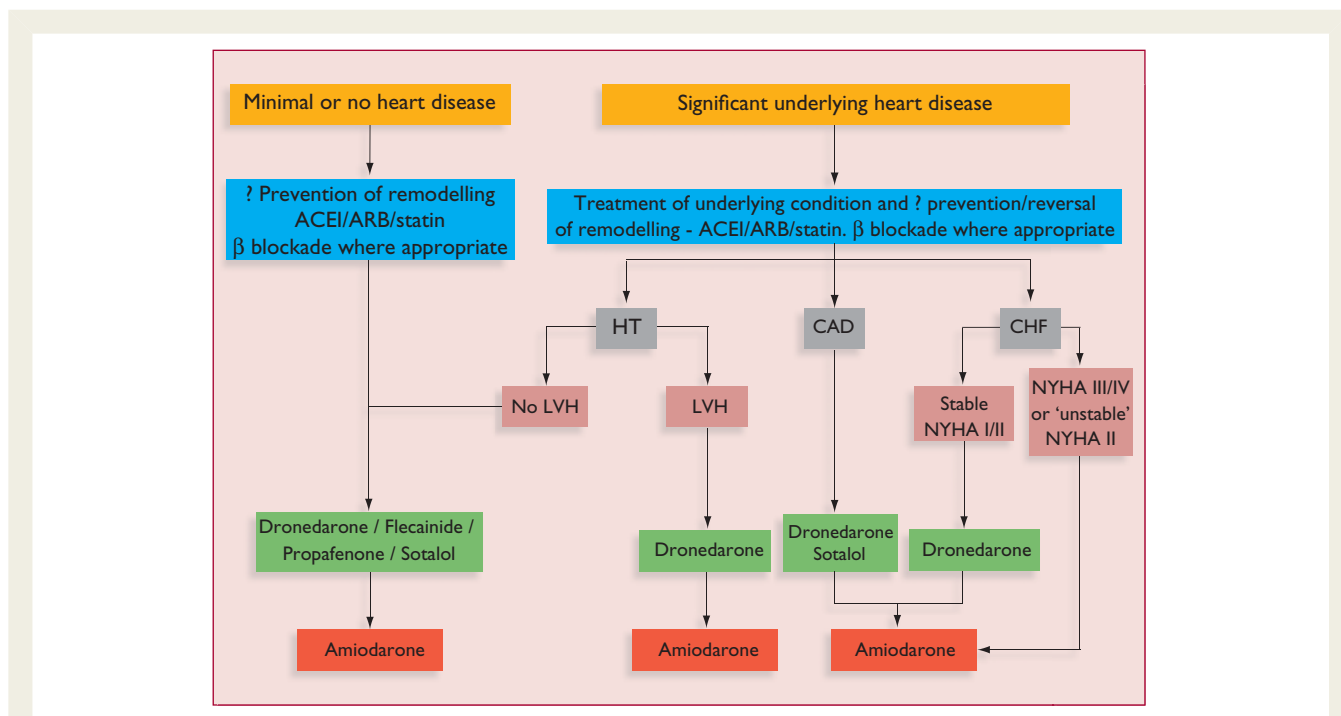 Minimal or no heart disease
Significant underlying heart disease
? Prevention of remodelling
ACEI/ARB/statin
β blockade where appropriate
Treatment of underlying condition and ? prevention/reversal
of remodelling - ACEI/ARB/statin. β blockade where appropriate
HT
CAD
CHF
No LVH
LVH
Stable
NYHA I/II
NYHA III/IV
or ‘unstable’
NYHA II
Dronedarone / Flecainide /
Propafenone / Sotalol
Dronedarone
Dronedarone
Sotalol
Dronedarone
Amiodarone
Amiodarone
Amiodarone